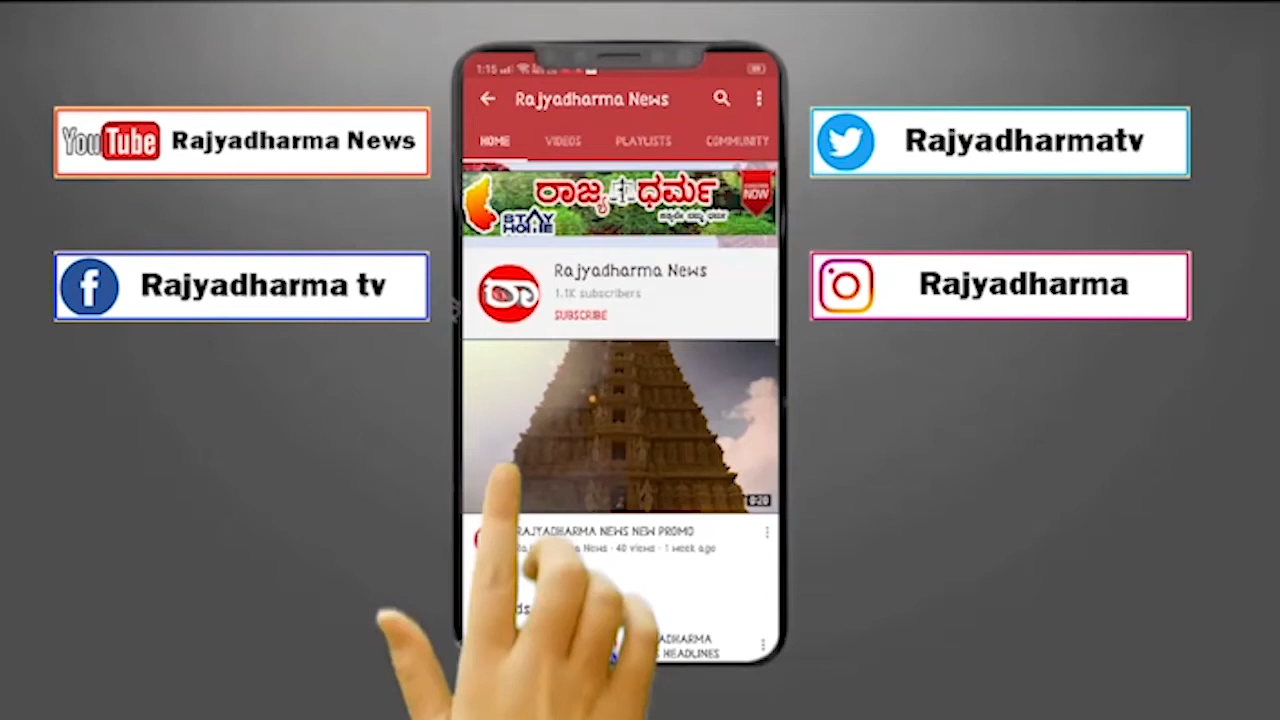 YouTube Rajyadharma News
Rajyadharma tv
1:15
Rajyadharma News
HOME VIDEOS PLAYLISTS COMMUNITY
ರಾಜ್ಯ ಧರ್ಮ
NOW
STAY
HOME
Rajyadharma News
1.1K subscribers
SUBSCRIBE
0:20
RAJYADHARMA NEWS NEW PROMO
News · 40 views · 1 week ago
HEADLINES
Rajyadharmatv
Rajyadharma